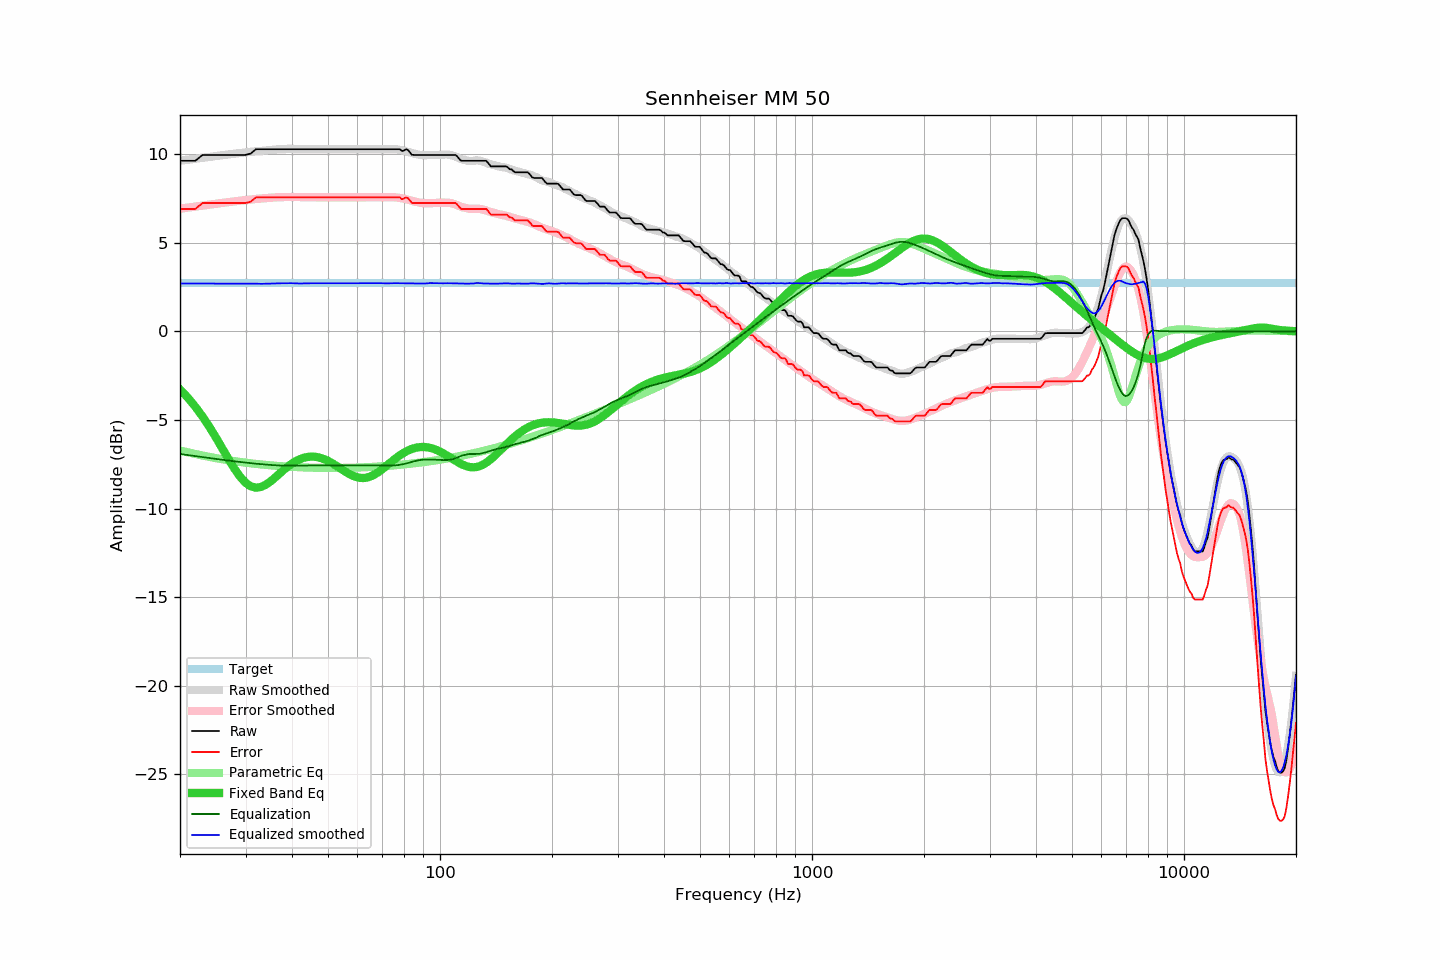 Sennheiser MM 50
10
5
0
−5
−10
−15
−20
−25
Amplitude (dBr)
Target
Raw Smoothed
Error Smoothed
Raw
Error
Parametric Eq
Fixed Band Eq
Equalization
Equalized smoothed
100
1000
10000
Frequency (Hz)